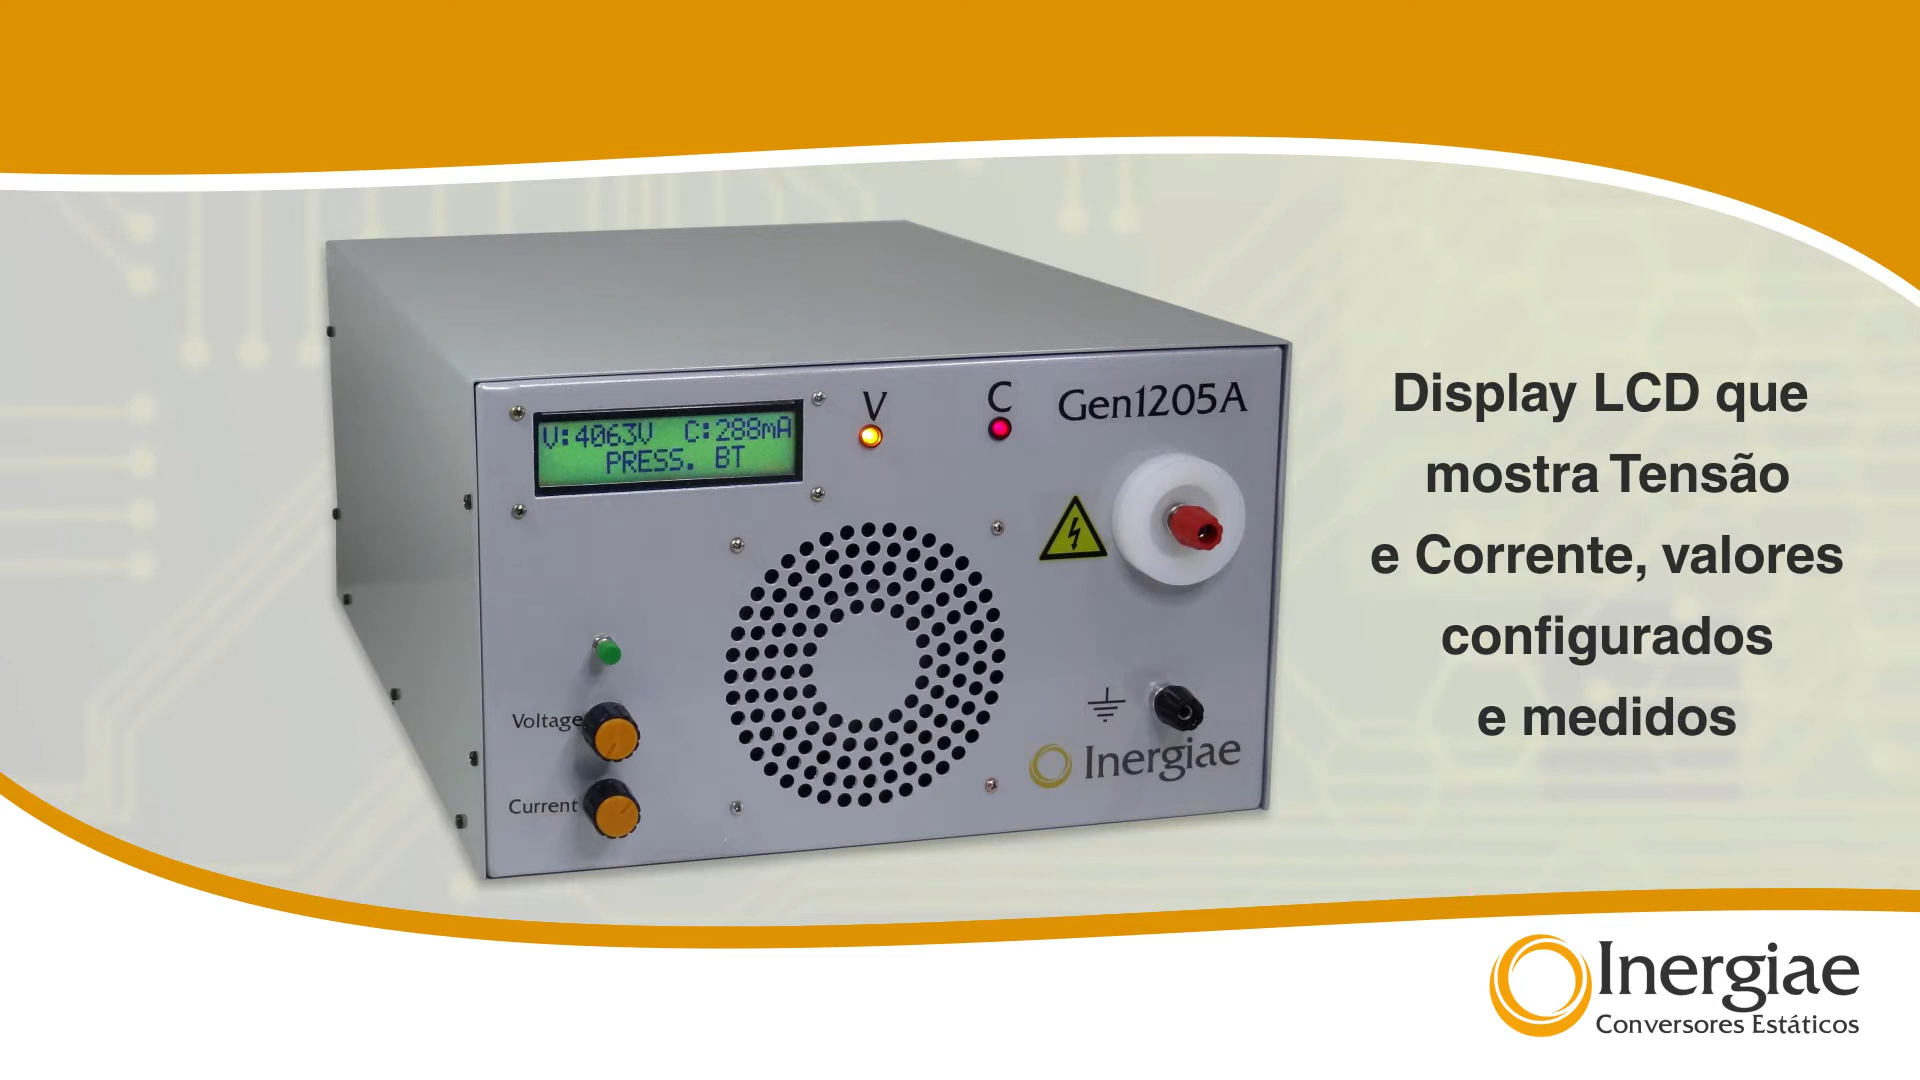 V:4063V C:288mA
PRESS. BT
V
C
Gen1205A
Voltage
Current
Inergiae
Display LCD que
mostra Tensão
e Corrente, valores
configurados
e medidos
Inergiae
Conversores Estáticos